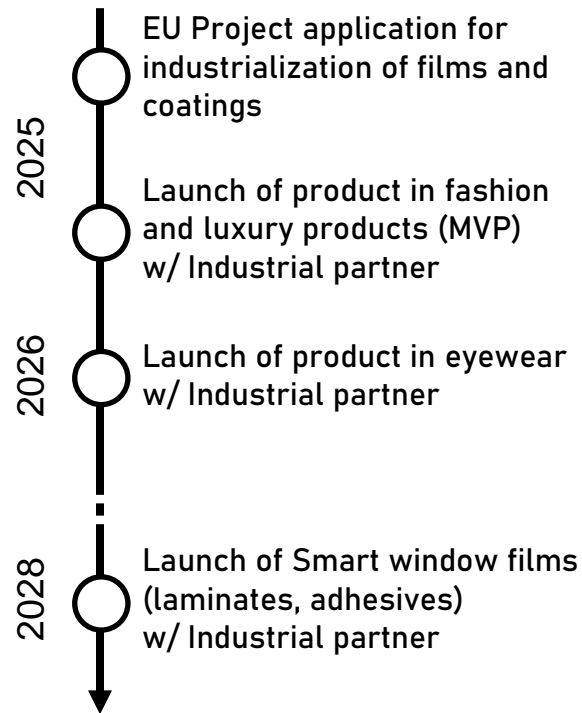 EU Project application for
industrialization of films and
coatings
2025
Launch of product in fashion
and luxury products (MVP)
w/ Industrial partner
2026
Launch of product in eyewear
w/ Industrial partner
2028
Launch of Smart window films
(laminates, adhesives)
w/ Industrial partner